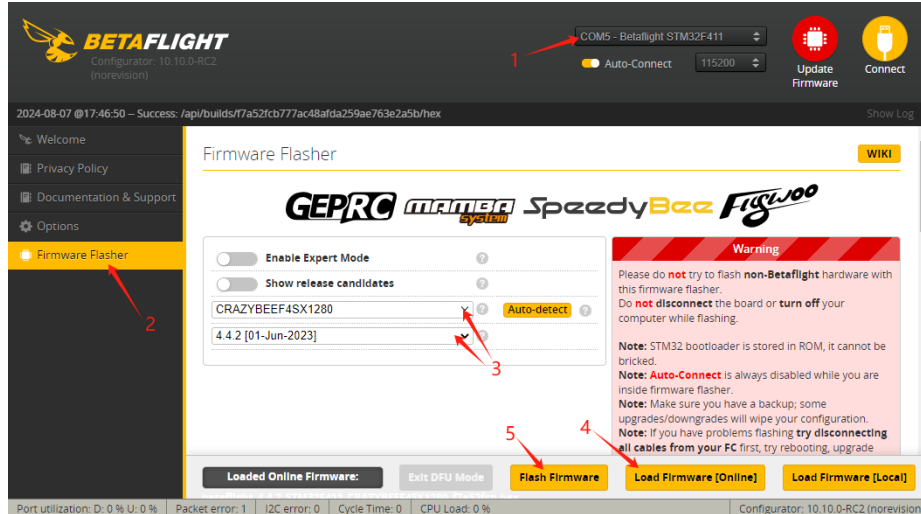 BETAFLIGHT
Configurator: 10.10.0-RC2
(norevision)
1
COM5 - Betaflight STM32F411
Auto-Connect
115200
Update
Firmware
Connect
2024-08-07 @17:46:50 -- Success: /api/builds/f7a52fcb777ac48afda259ae763e2a5b/hex
Show Log
Welcome
Privacy Policy
Documentation & Support
Options
Firmware Flasher
2
Firmware Flasher
WIKI
GEPRC
MAMBA
system
SpeedyBee
Flywoo
Enable Expert Mode
Show release candidates
CRAZYBEEF4SX1280
Auto-detect
4.4.2 [01-Jun-2023]
3
Warning
Please do not try to flash non-Betaflight hardware with
this firmware flasher.
Do not disconnect the board or turn off your
computer while flashing.
Note: STM32 bootloader is stored in ROM, it cannot be
bricked.
Note: Auto-Connect is always disabled while you are
inside firmware flasher.
Note: Make sure you have a backup; some
upgrades/downgrades will wipe your configuration.
Note: If you have problems flashing try disconnecting
all cables from your FC first, try rebooting, upgrade
5
4
Loaded Online Firmware:
Exit DFU Mode
Flash Firmware
Load Firmware [Online]
Load Firmware [Local]
Port utilization: D: 0 % U: 0 %
Packet error: 1
I2C error: 0
Cycle Time: 0
CPU Load: 0 %
Configurator: 10.10.0-RC2 (norevision